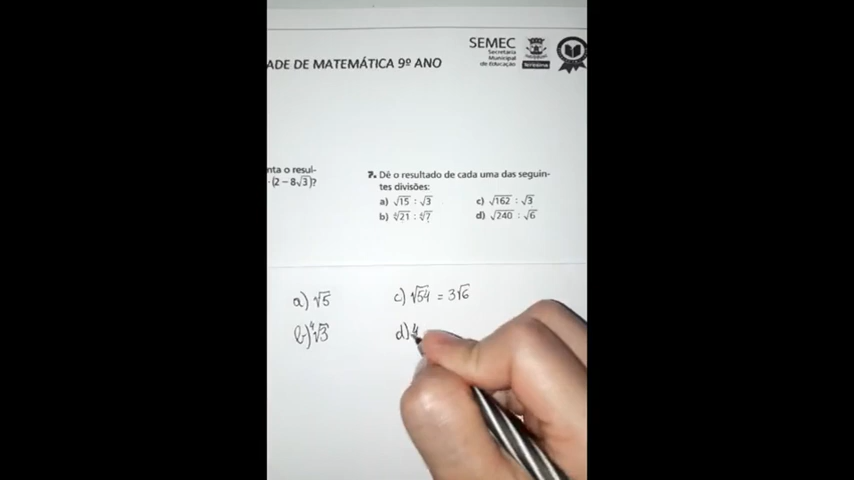 SEMEC
Secretaria
Municipal
de Educação
Teresina
ADE DE MATEMÁTICA 9º ANO
nta o resul-
(2 – 8√3)?
7. Dê o resultado de cada uma das seguin-
tes divisões:
a) √15 : √3
c) √162 : √3
b) ∜21 : ∜7
d) √240 : √6
a) √5
c) √54 = 3√6
b) ∜3
d) 4